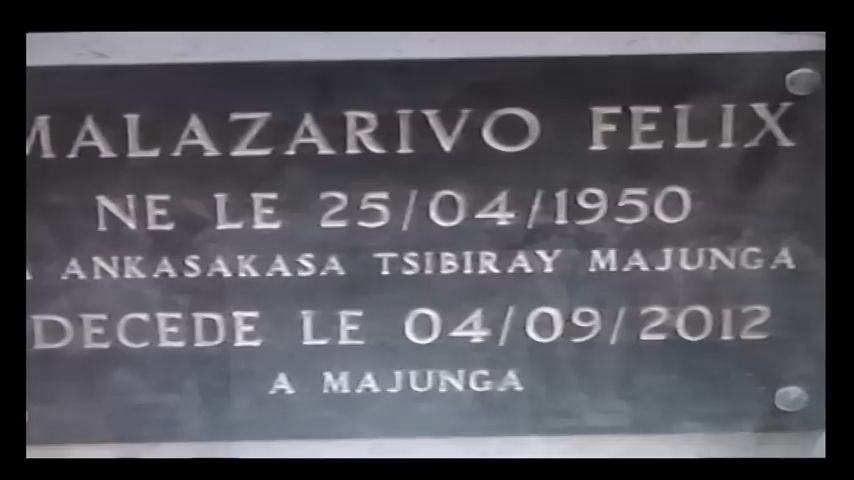 MALAZARIVO FELIX
NE LE 25/04/1950
A ANKASAKASA TSIBIRAY MAJUNGA
DECEDE LE 04/09/2012
A MAJUNGA